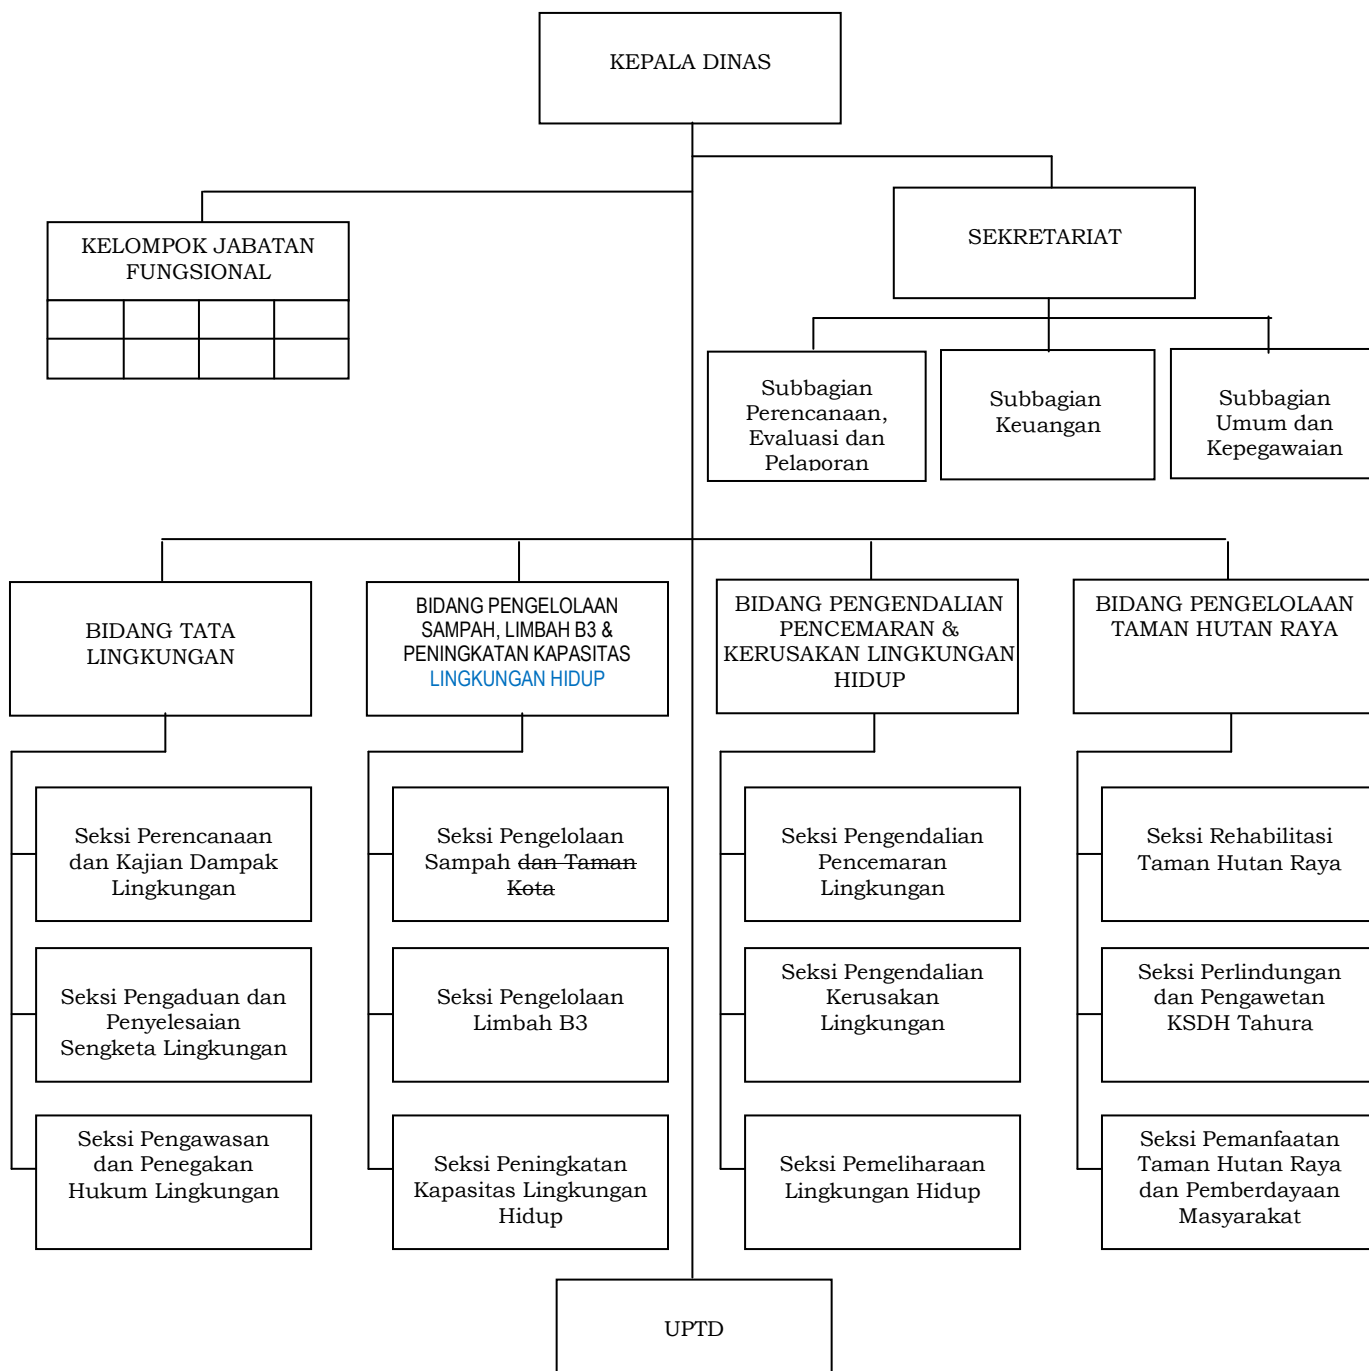 KEPALA DINAS
KELOMPOK JABATAN
FUNGSIONAL
SEKRETARIAT
Subbagian
Perencanaan,
Evaluasi dan
Pelaporan
Subbagian
Keuangan
Subbagian
Umum dan
Kepegawaian
BIDANG TATA
LINGKUNGAN
BIDANG PENGELOLAAN
SAMPAH, LIMBAH B3 &
PENINGKATAN KAPASITAS
LINGKUNGAN HIDUP
BIDANG PENGENDALIAN
PENCEMARAN &
KERUSAKAN LINGKUNGAN
HIDUP
BIDANG PENGELOLAAN
TAMAN HUTAN RAYA
Seksi Perencanaan
dan Kajian Dampak
Lingkungan
Seksi Pengelolaan
Sampah dan Taman
Kota
Seksi Pengendalian
Pencemaran
Lingkungan
Seksi Rehabilitasi
Taman Hutan Raya
Seksi Pengaduan dan
Penyelesaian
Sengketa Lingkungan
Seksi Pengelolaan
Limbah B3
Seksi Pengendalian
Kerusakan
Lingkungan
Seksi Perlindungan
dan Pengawetan
KSDH Tahura
Seksi Pengawasan
dan Penegakan
Hukum Lingkungan
Seksi Peningkatan
Kapasitas Lingkungan
Hidup
Seksi Pemeliharaan
Lingkungan Hidup
Seksi Pemanfaatan
Taman Hutan Raya
dan Pemberdayaan
Masyarakat
UPTD